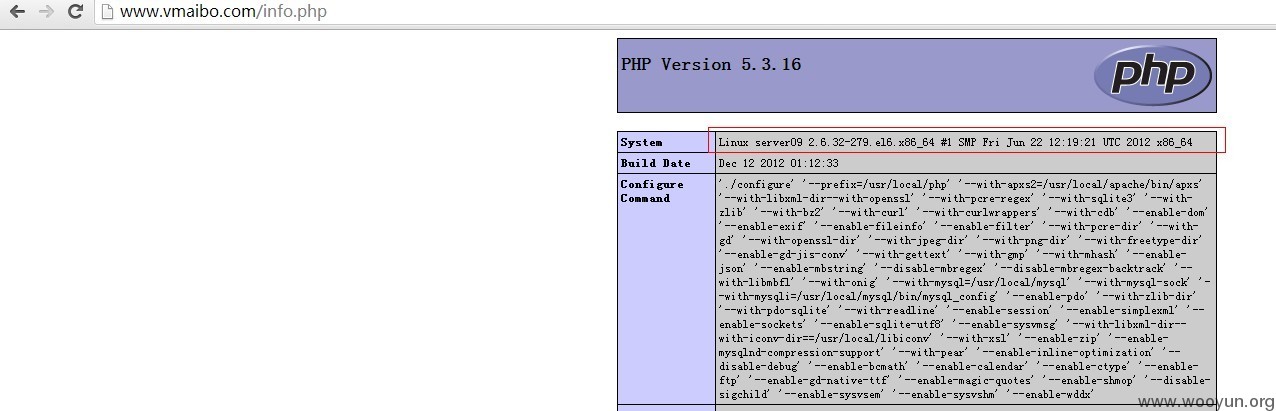 www.vmaibo.com/info.php
PHP Version 5.3.16
php
System Linux server09 2.6.32-279.el6.x86_64 #1 SMP Fri Jun 22 12:19:21 UTC 2012 x86_64
Build Date Dec 12 2012 01:12:33
Configure './configure' '--prefix=/usr/local/php' '--with-apxs2=/usr/local/apache/bin/apxs'
Command '--with-libxml-dir--with-openssl' '--with-pcre-regex' '--with-sqlite3' '--with-
zlib' '--with-bz2' '--with-curl' '--with-curlwrappers' '--with-cdb' '--enable-dom'
'--enable-exif' '--enable-fileinfo' '--enable-filter' '--with-pcre-dir' '--with-
gd' '--with-openssl-dir' '--with-jpeg-dir' '--with-png-dir' '--with-freetype-dir'
'--enable-gd-jis-conv' '--with-gettext' '--with-gmp' '--with-mhash' '--enable-
json' '--enable-mbstring' '--disable-mbregex' '--disable-mbregex-backtrack' '--
with-libmbfl' '--with-onig' '--with-mysql=/usr/local/mysql' '--with-mysql-sock' '-
-with-mysqli=/usr/local/mysql/bin/mysql_config' '--enable-pdo' '--with-zlib-dir'
'--with-pdo-sqlite' '--with-readline' '--enable-session' '--enable-simplexml' '--
enable-sockets' '--enable-sqlite-utf8' '--enable-sysvmsg' '--with-libxml-dir--
with-iconv-dir==/usr/local/libiconv' '--with-xsl' '--enable-zip' '--enable-
mysqlnd-compression-support' '--with-pear' '--enable-inline-optimization' '--
disable-debug' '--enable-bcmath' '--enable-calendar' '--enable-ctype' '--enable-
ftp' '--enable-gd-native-ttf' '--enable-magic-quotes' '--enable-shmop' '--disable-
sigchild' '--enable-sysvsem' '--enable-sysvshm' '--enable-wddx'
www.wooyun.org